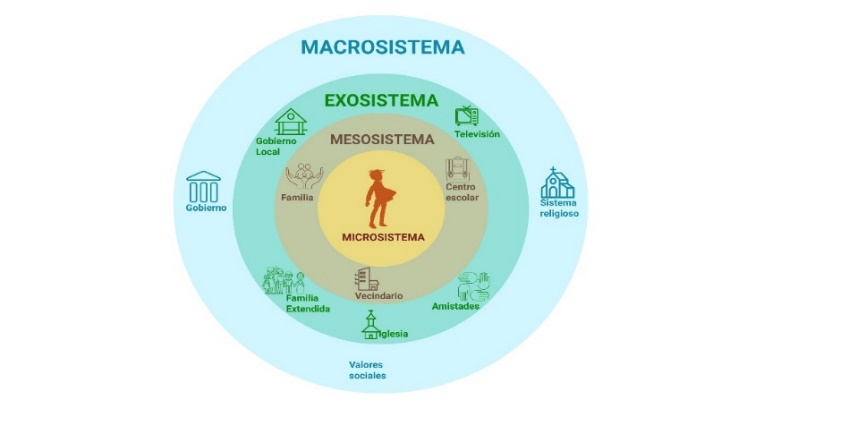 MACROSISTEMA
EXOSISTEMA
Gobierno
Local
Televisión
MESOSISTEMA
Familia
Centro
escolar
Gobierno
Sistema
religioso
MICROSISTEMA
Familia
Extendida
Vecindario
Amistades
Iglesia
Valores
sociales